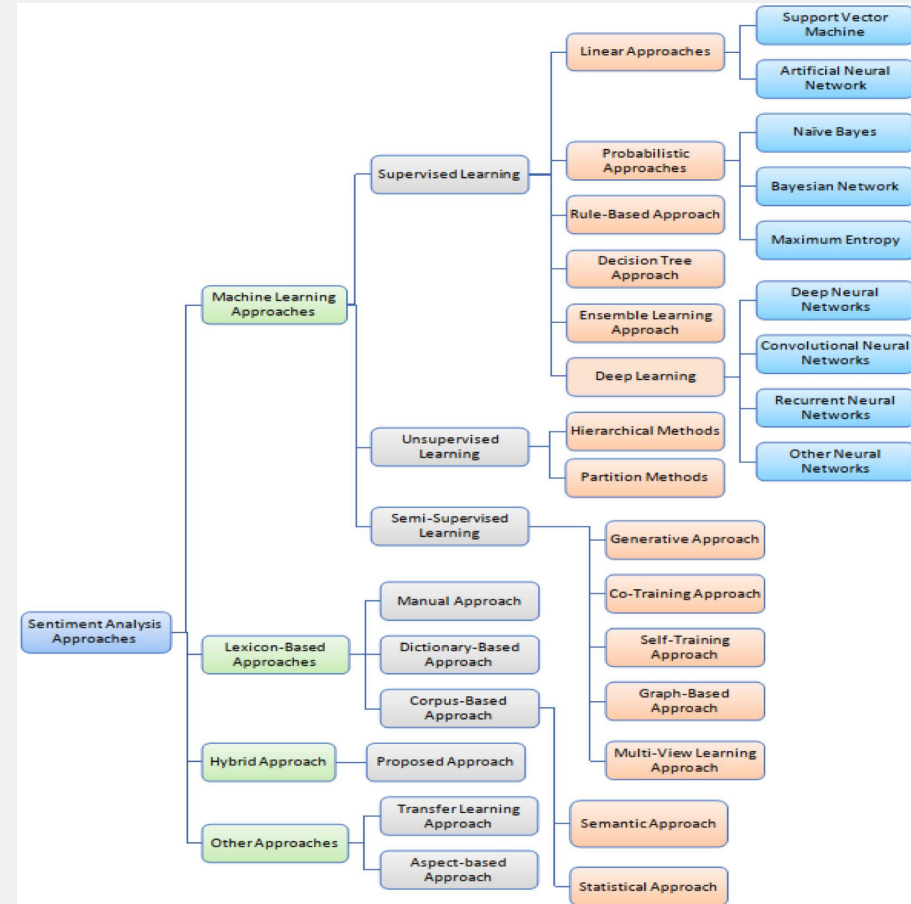 Support Vector
Machine
Linear Approaches
Artificial Neural
Network
Naïve Bayes
Probabilistic
Approaches
Supervised Learning
Bayesian Network
Rule-Based Approach
Maximum Entropy
Decision Tree
Approach
Deep Neural
Networks
Machine Learning
Approaches
Ensemble Learning
Approach
Convolutional Neural
Networks
Deep Learning
Recurrent Neural
Networks
Hierarchical Methods
Unsupervised
Learning
Other Neural
Networks
Partition Methods
Semi-Supervised
Learning
Generative Approach
Co-Training Approach
Manual Approach
Sentiment Analysis
Approaches
Self-Training
Approach
Lexicon-Based
Approaches
Dictionary-Based
Approach
Graph-Based
Approach
Corpus-Based
Approach
Multi-View Learning
Approach
Hybrid Approach
Proposed Approach
Transfer Learning
Approach
Semantic Approach
Other Approaches
Aspect-based
Approach
Statistical Approach